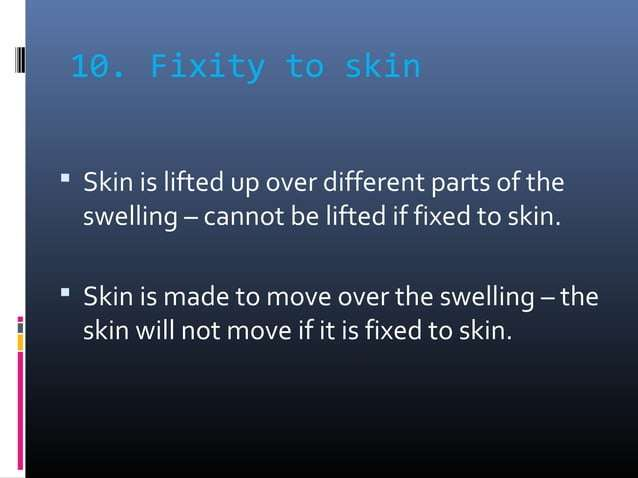 10. Fixity to skin
▪ Skin is lifted up over different parts of the
swelling – cannot be lifted if fixed to skin.
▪ Skin is made to move over the swelling – the
skin will not move if it is fixed to skin.